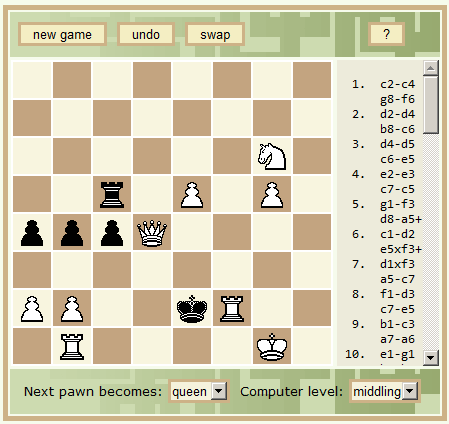 new game undo swap ?
1. c2-c4
g8-f6
2. d2-d4
b8-c6
3. d4-d5
c6-e5
4. e2-e3
c7-c5
5. g1-f3
d8-a5+
6. c1-d2
e5xf3+
7. d1xf3
a5-c7
8. f1-d3
c7-e5
9. b1-c3
a7-a6
10. e1-g1
Next pawn becomes: queen Computer level: middling